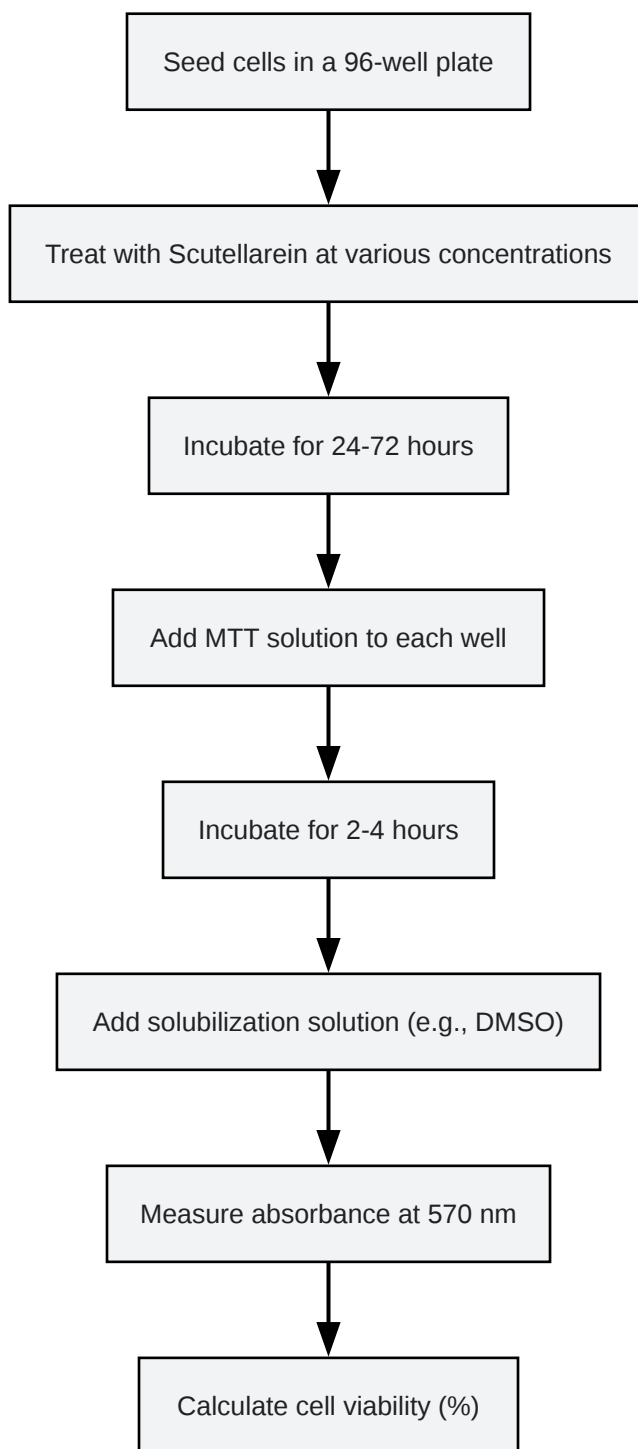 Seed cells in a 96-well plate
Treat with Scutellarein at various concentrations
Incubate for 24-72 hours
Add MTT solution to each well
Incubate for 2-4 hours
Add solubilization solution (e.g., DMSO)
Measure absorbance at 570 nm
Calculate cell viability (%)